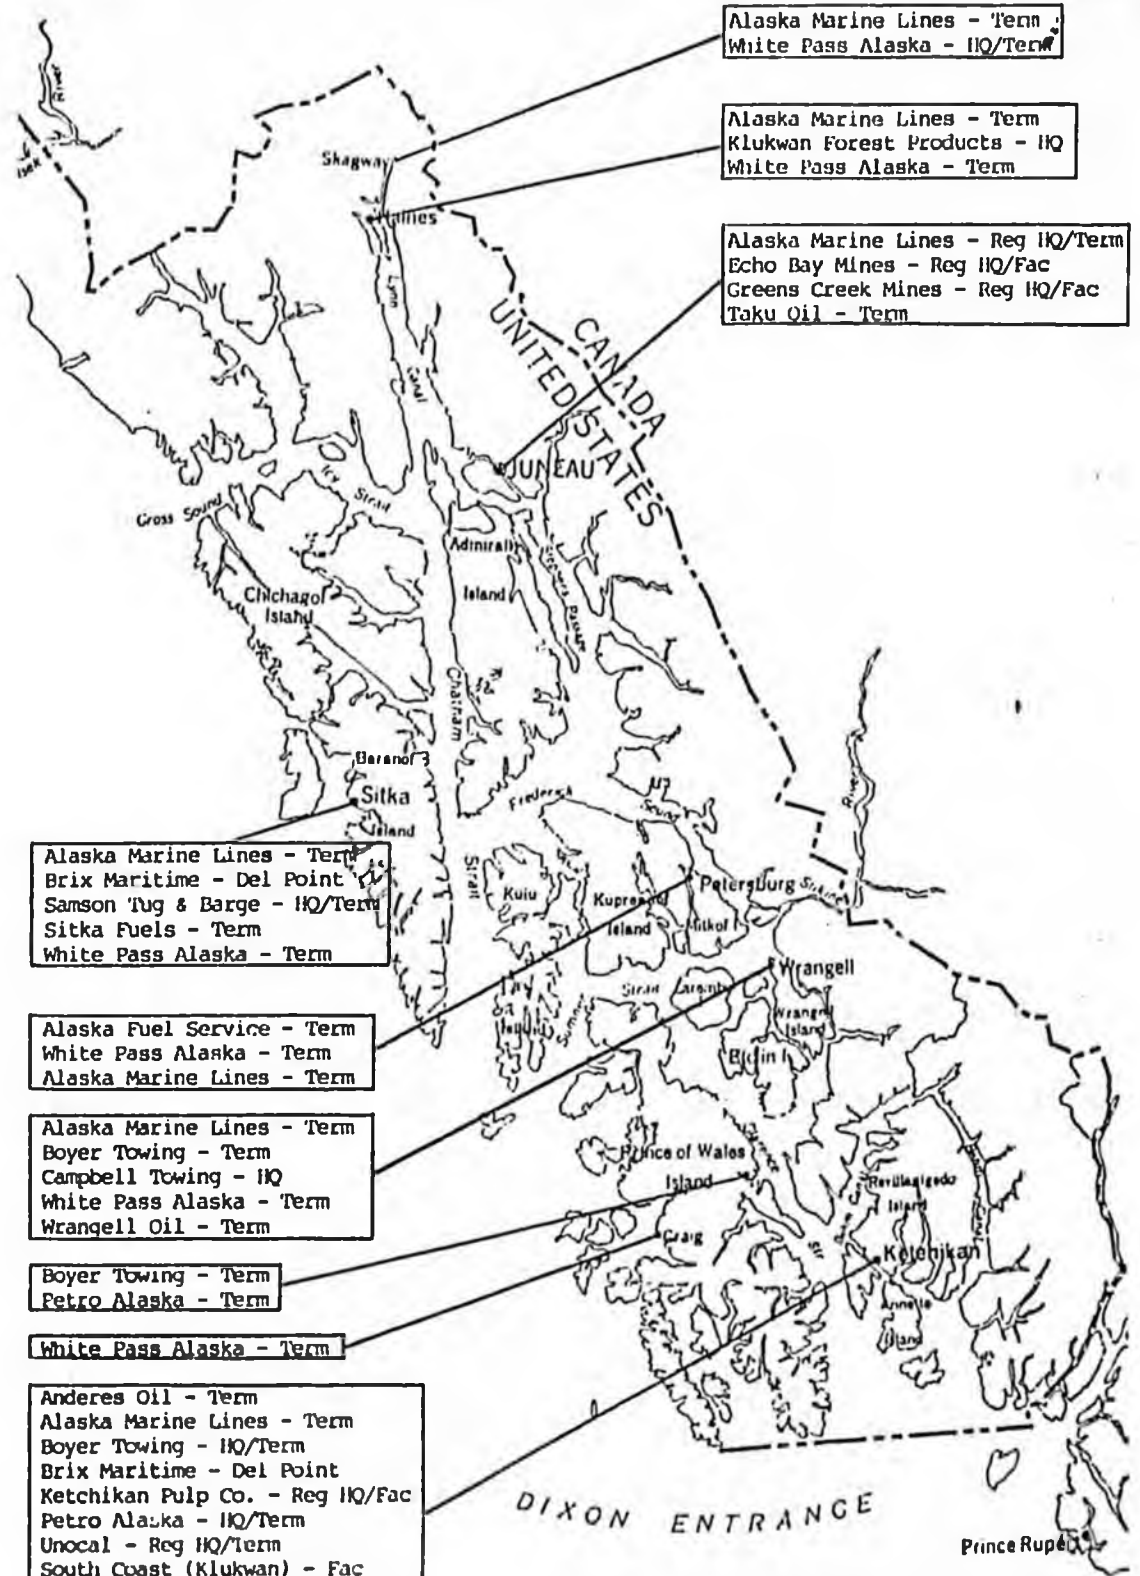 Alaska Marine Lines - Term
White Pass Alaska - HQ/Term
Alaska Marine Lines - Term
Klukwan Forest Products - HQ
White Pass Alaska - Term
Alaska Marine Lines - Reg HQ/Term
Echo Bay Mines - Reg HQ/Fac
Greens Creek Mines - Reg HQ/Fac
Taku Oil - Term
River
Skagway
Haines
Lynn
Canal
CANADA
UNITED STATES
JUNEAU
Icy Strait
Cross Sound
Admiralty
Island
Stephens Passage
Chichagof
Island
Chatham
Strait
Baranof
Sitka
Island
Frederick
Sound
River
Kuiu
Kupreanof
Island
Petersburg
Stikine
Mitkof I
Alaska Marine Lines - Term
Brix Maritime - Del Point
Samson Tug & Barge - HQ/Term
Sitka Fuels - Term
White Pass Alaska - Term
Wrangell
Wrangell
Island
Strait
Sumner
Alaska Fuel Service - Term
White Pass Alaska - Term
Alaska Marine Lines - Term
Alaska Marine Lines - Term
Boyer Towing - Term
Campbell Towing - HQ
White Pass Alaska - Term
Wrangell Oil - Term
Clarence
Str
Prince of Wales
Island
Revillagigedo
Island
Craig
Ketchikan
Annette
Island
Boyer Towing - Term
Petro Alaska - Term
White Pass Alaska - Term
Anderes Oil - Term
Alaska Marine Lines - Term
Boyer Towing - HQ/Term
Brix Maritime - Del Point
Ketchikan Pulp Co. - Reg HQ/Fac
Petro Alaska - HQ/Term
Unocal - Reg HQ/Term
South Coast (Klukwan) - Fac
DIXON ENTRANCE
Prince Rupe